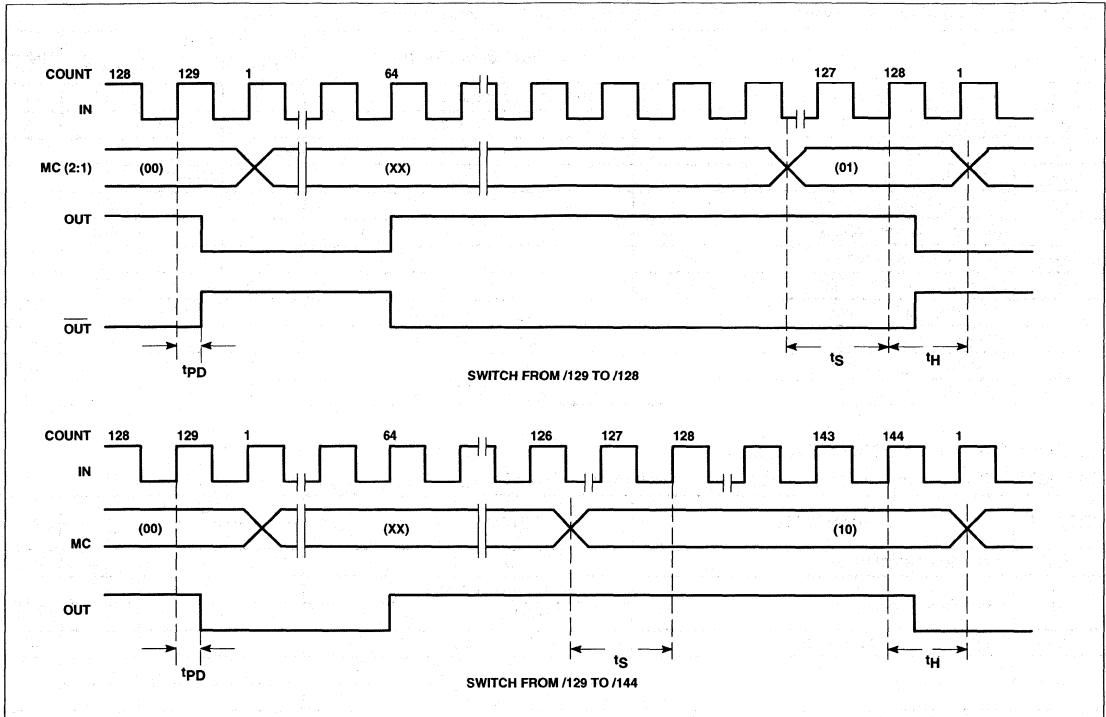 COUNT 128 129 1 64 127 128 1
IN
MC (2:1) (00) (XX) (01)
OUT
OUT
tPD tS tH
SWITCH FROM /129 TO /128
COUNT 128 129 1 64 126 127 128 143 144 1
IN
MC (00) (XX) (10)
OUT
tPD tS tH
SWITCH FROM /129 TO /144